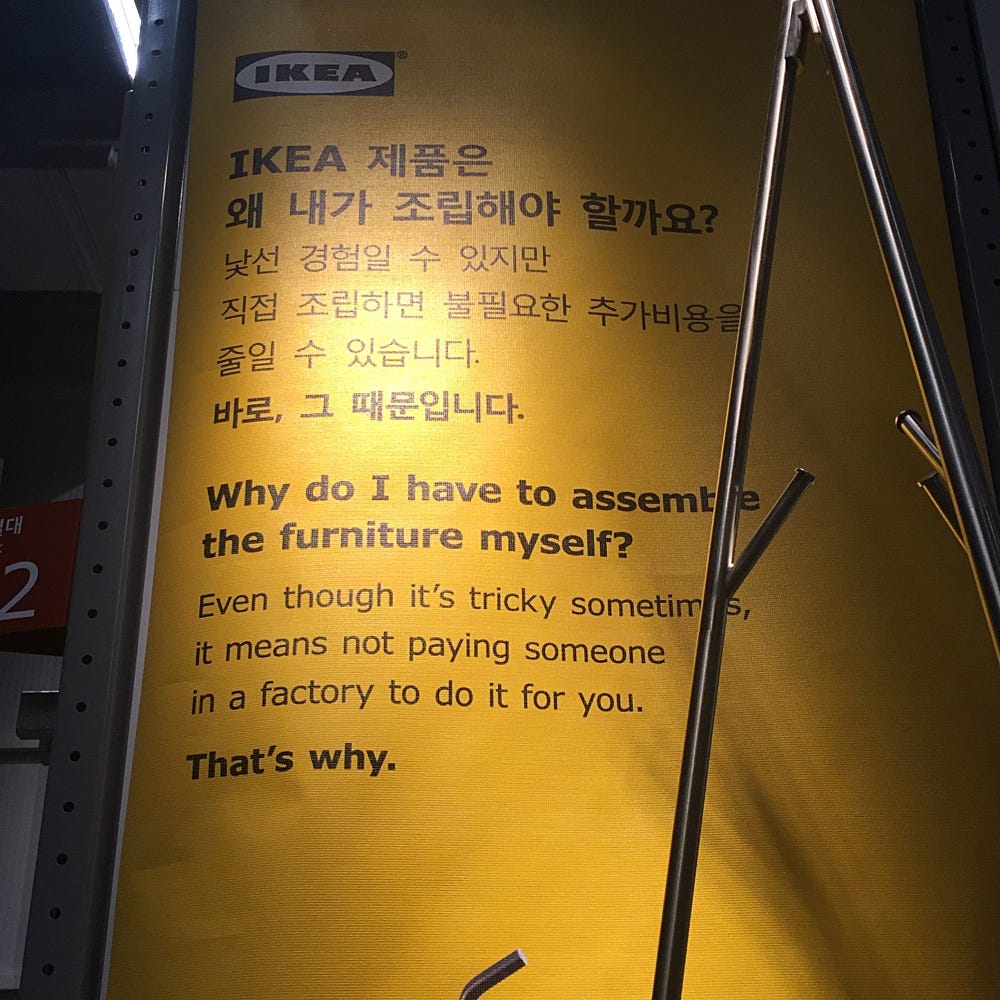 IKEA
IKEA 제품은
왜 내가 조립해야 할까요?
낯선 경험일 수 있지만
직접 조립하면 불필요한 추가비용을
줄일 수 있습니다.
바로, 그 때문입니다.
Why do I have to assemble
the furniture myself?
Even though it's tricky sometimes,
it means not paying someone
in a factory to do it for you.
That's why.
2